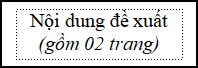 Nội dung đề xuất
(gồm 02 trang)